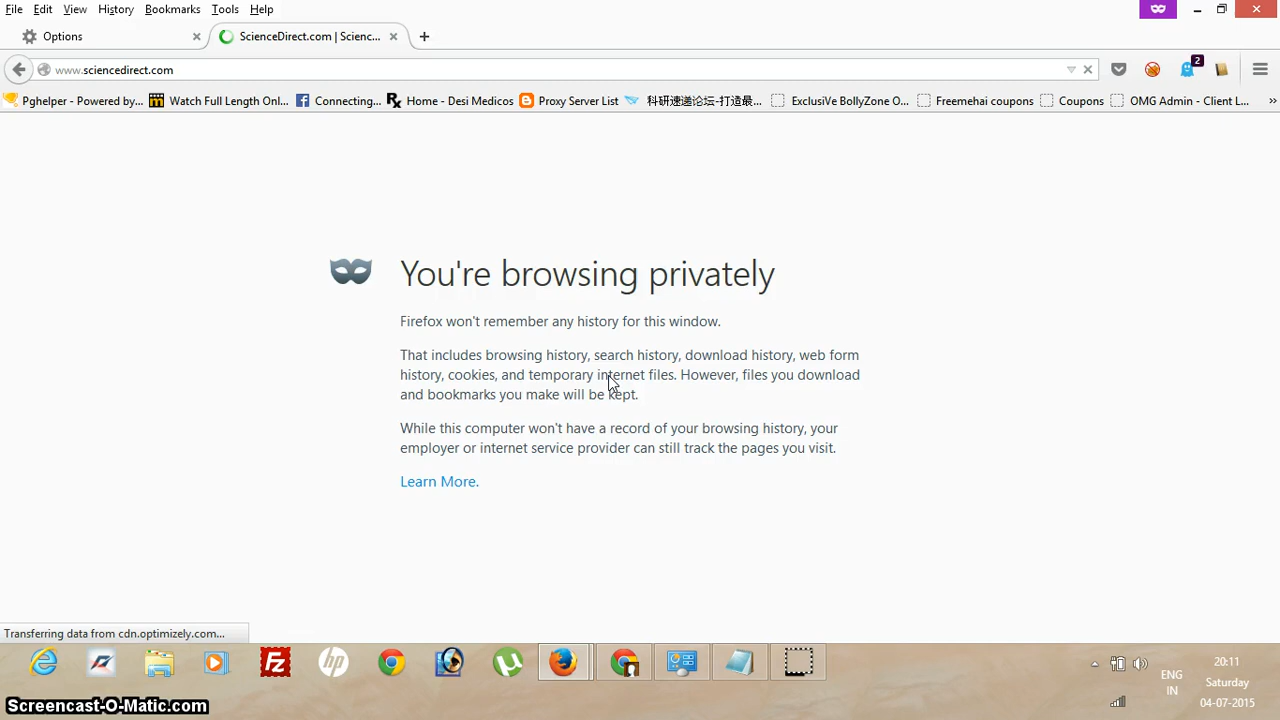 File Edit View History Bookmarks Tools Help
Options
ScienceDirect.com | Scienc...
www.sciencedirect.com
2
Pghelper - Powered by... Watch Full Length Onl... Connecting... Home - Desi Medicos Proxy Server List 科研速递论坛-打造最... ExclusiVe BollyZone O... Freemehai coupons Coupons OMG Admin - Client L... »
You're browsing privately
Firefox won't remember any history for this window.
That includes browsing history, search history, download history, web form
history, cookies, and temporary internet files. However, files you download
and bookmarks you make will be kept.
While this computer won't have a record of your browsing history, your
employer or internet service provider can still track the pages you visit.
Learn More.
Transferring data from cdn.optimizely.com...
20:11
ENG
IN
Saturday
04-07-2015
Screencast-O-Matic.com